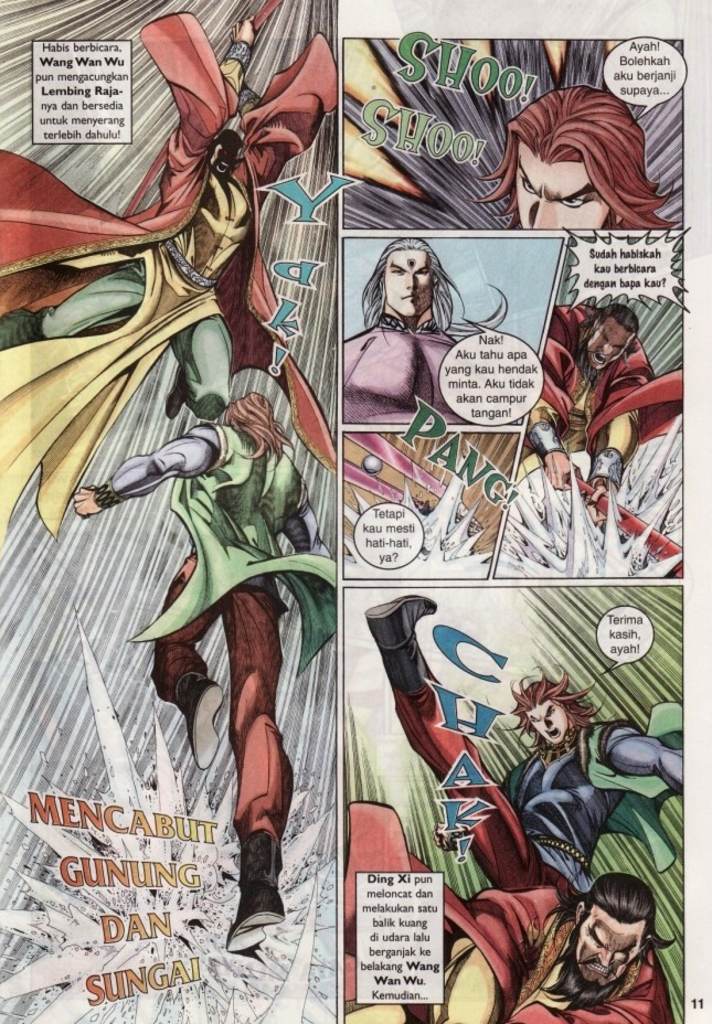 Habis berbicara,
Wang Wan Wu
pun mengacungkan
Lembing Raja-
nya dan bersedia
untuk menyerang
terlebih dahulu!
YAK!
MENCABUT
GUNUNG
DAN
SUNGAI
SHOO!
SHOO!
Ayah!
Bolehkah
aku berjanji
supaya...
Nak!
Aku tahu apa
yang kau hendak
minta. Aku tidak
akan campur
tangan!
Sudah habiskah
kau berbicara
dengan bapa kau?
PANG!
Tetapi
kau mesti
hati-hati,
ya?
CHAK!
Terima
kasih,
ayah!
Ding Xi pun
meloncat dan
melakukan satu
balik kuang
di udara lalu
berganjak ke
belakang Wang
Wan Wu.
Kemudian...
11